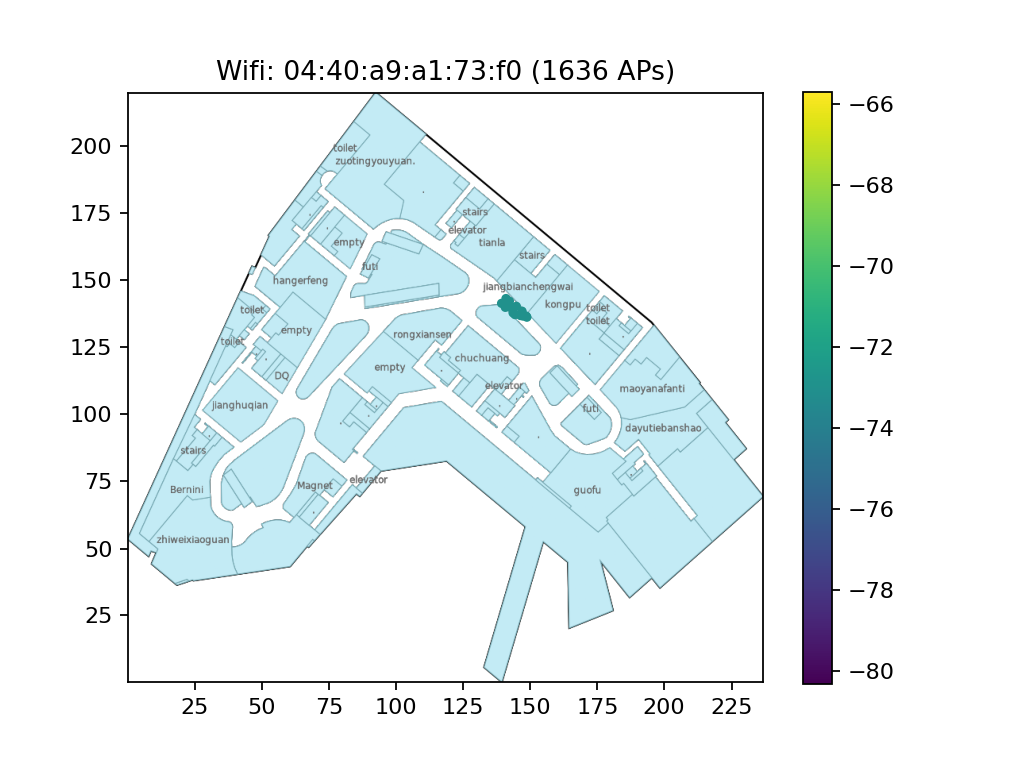 Wifi: 04:40:a9:a1:73:f0 (1636 APs)
200
175
150
125
100
75
50
25
25
50
75
100
125
150
175
200
225
−66
−68
−70
−72
−74
−76
−78
−80
toilet
zuotingyouyuan.
stairs
elevator
tianla
empty
stairs
futi
hangerfeng
jiangbianchengwai
kongpu
toilet
toilet
toilet
empty
rongxiansen
toilet
chuchuang
empty
DQ
elevator
maoyanafanti
jianghuqian
futi
dayutiebanshao
stairs
elevator
Bernini
Magnet
guofu
zhiweixiaoguan